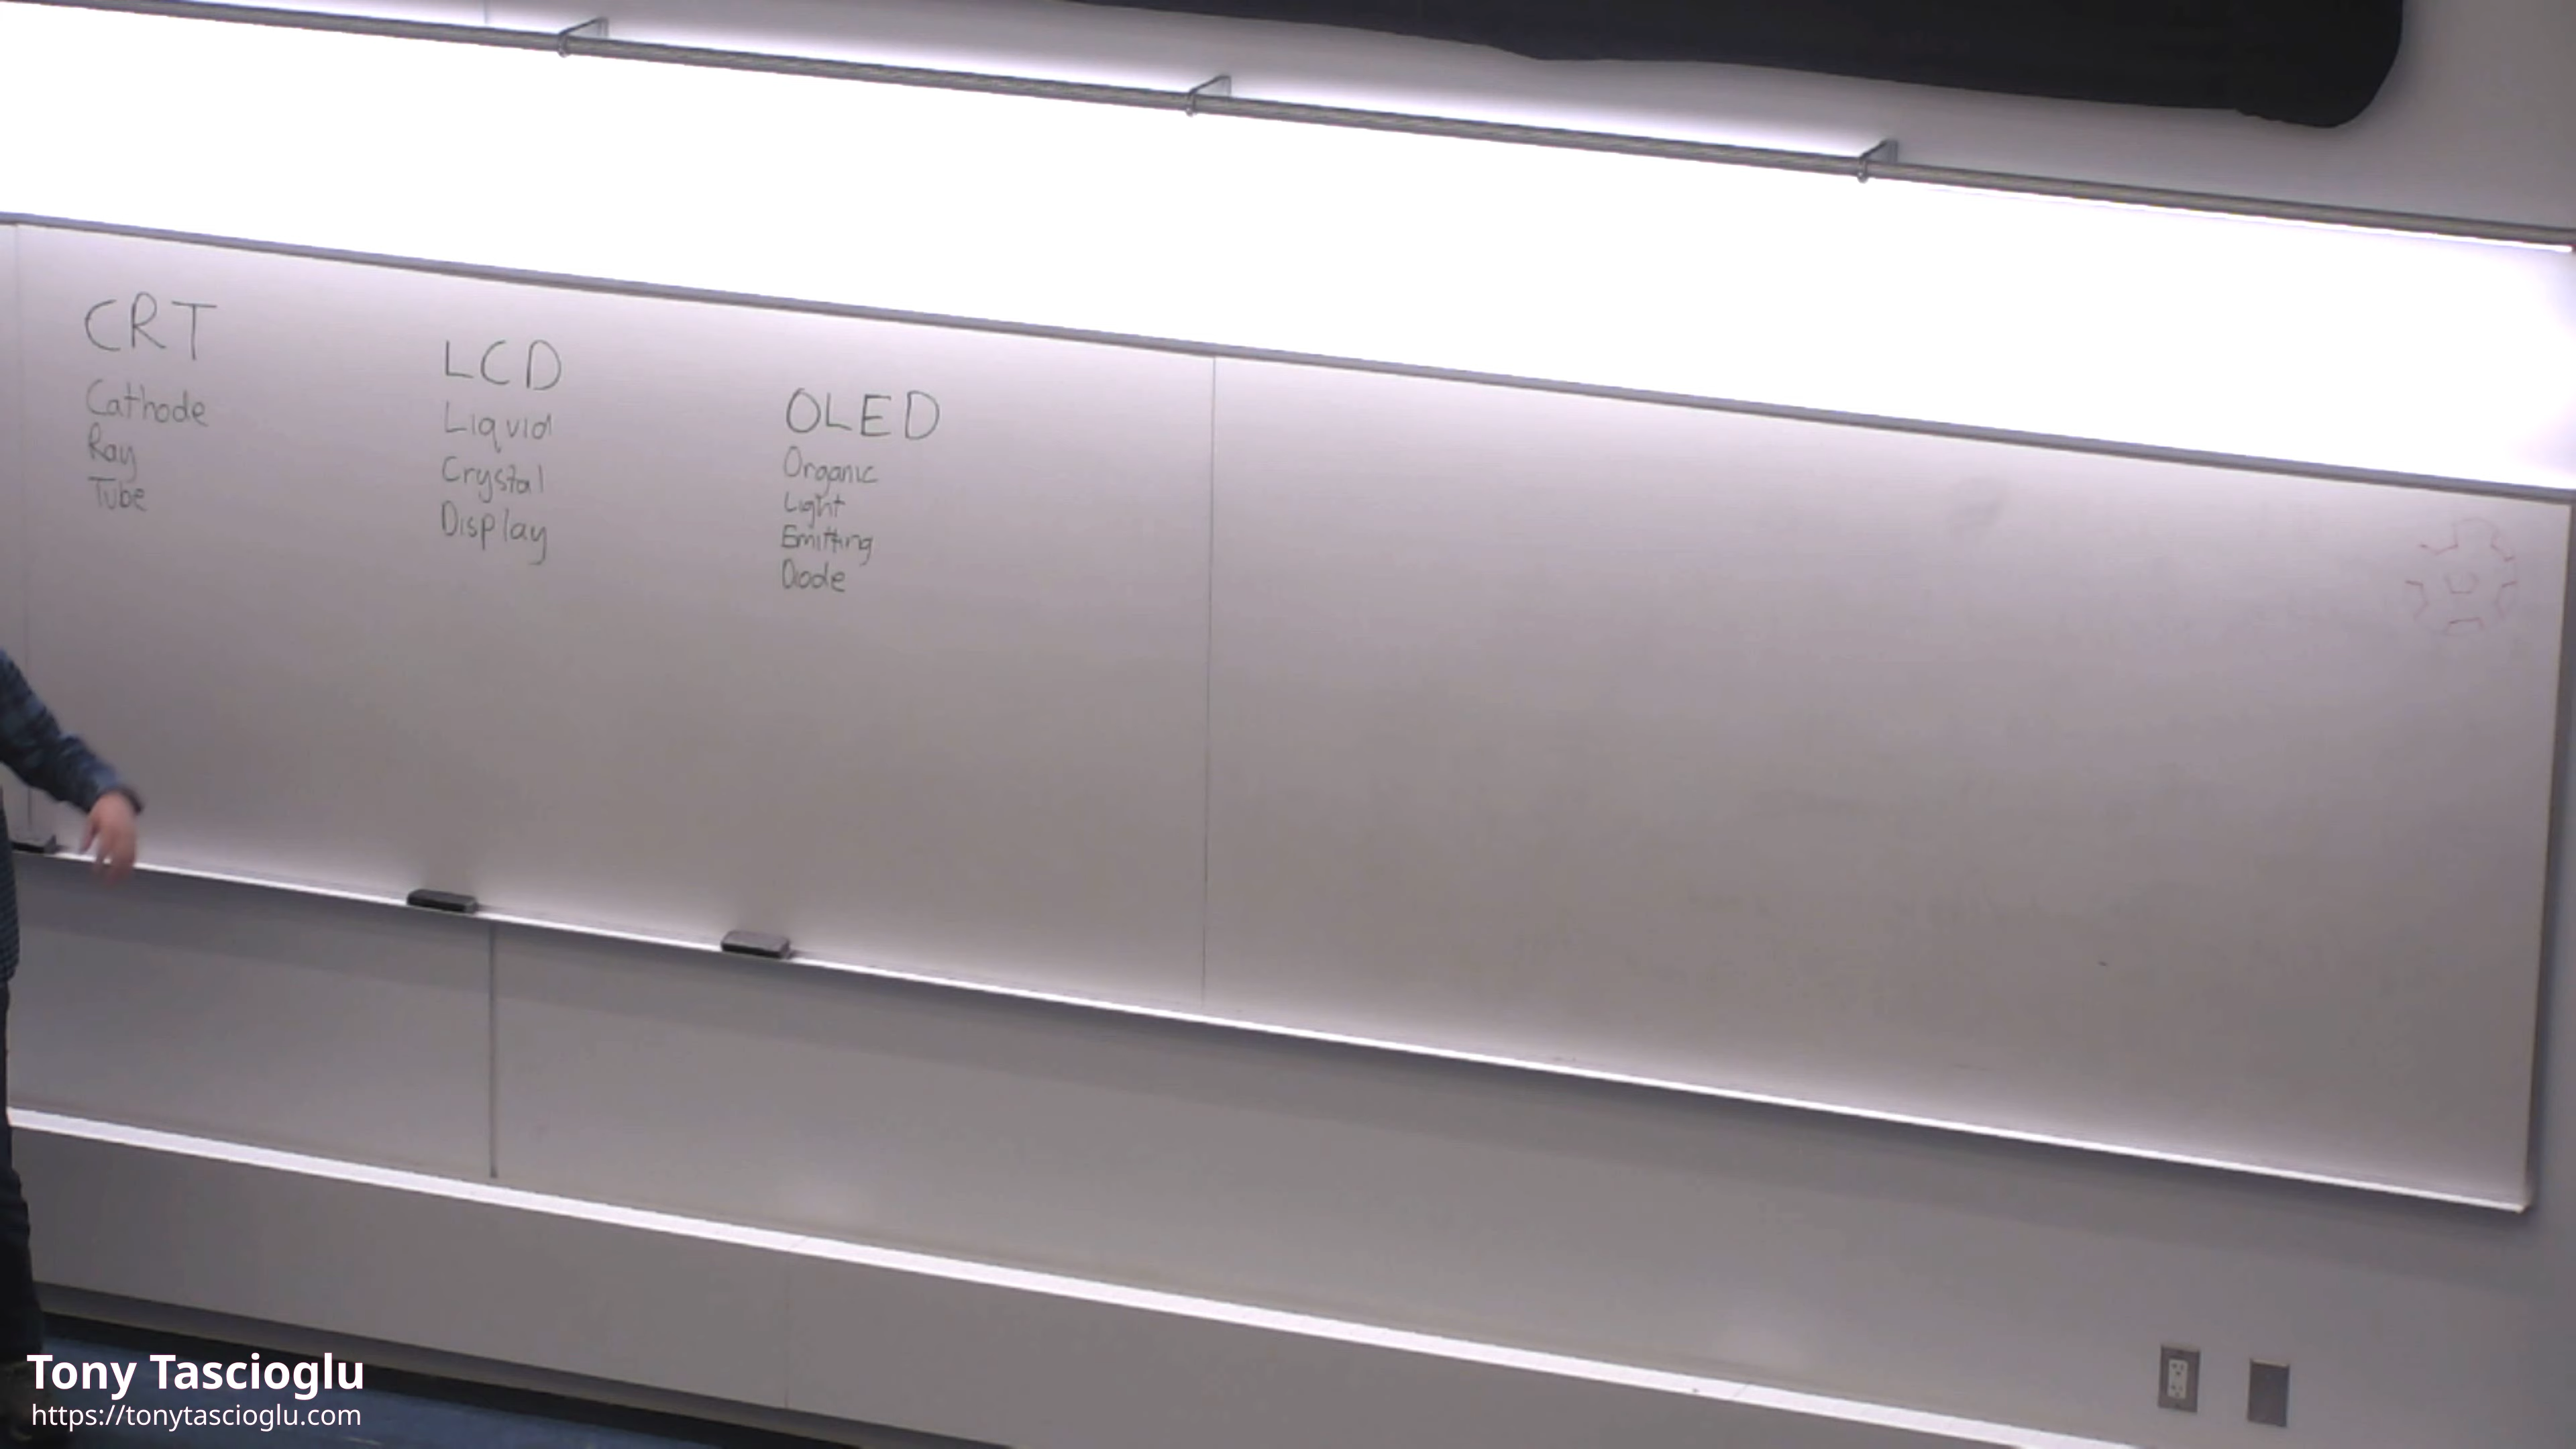 CRT
Cathode
Ray
Tube
LCD
Liquid
Crystal
Display
OLED
Organic
Light
Emitting
Diode
Tony Tascioglu
https://tonytascioglu.com